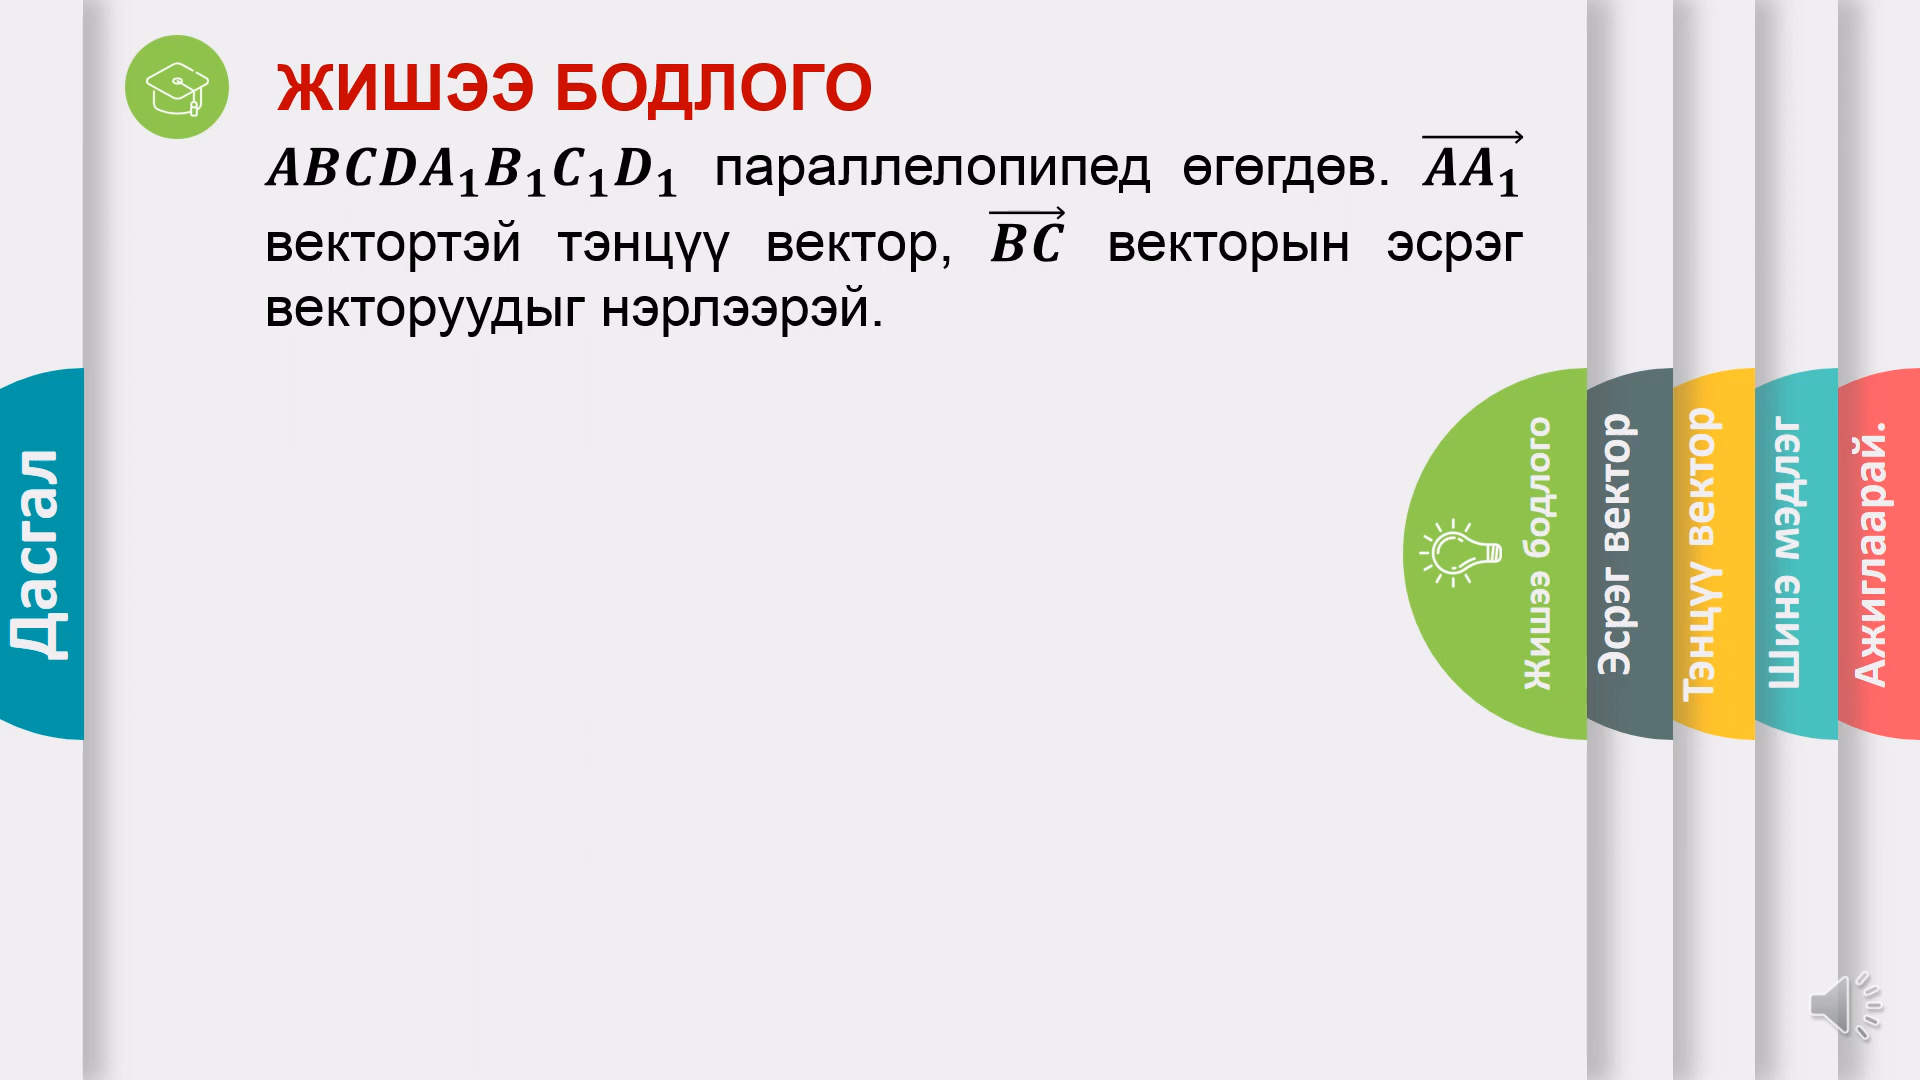 ЖИШЭЭ БОДЛОГО
ABCDA₁B₁C₁D₁ параллелопипед өгөгдөв. AA₁
вектортэй тэнцүү вектор, BC векторын эсрэг
векторуудыг нэрлээрэй.
Дасгал
Жишээ бодлого
Эсрэг вектор
Тэнцүү вектор
Шинэ мэдлэг
Ажиглаарай.